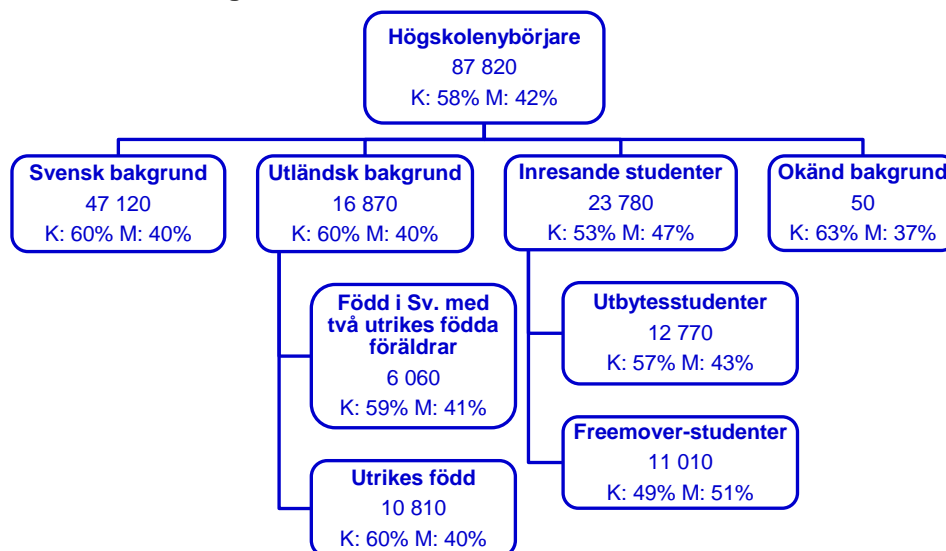 Högskolenybörjare
87 820
K: 58% M: 42%
Svensk bakgrund
47 120
K: 60% M: 40%
Utländsk bakgrund
16 870
K: 60% M: 40%
Inresande studenter
23 780
K: 53% M: 47%
Okänd bakgrund
50
K: 63% M: 37%
Född i Sv. med
två utrikes födda
föräldrar
6 060
K: 59% M: 41%
Utrikes född
10 810
K: 60% M: 40%
Utbytesstudenter
12 770
K: 57% M: 43%
Freemover-studenter
11 010
K: 49% M: 51%